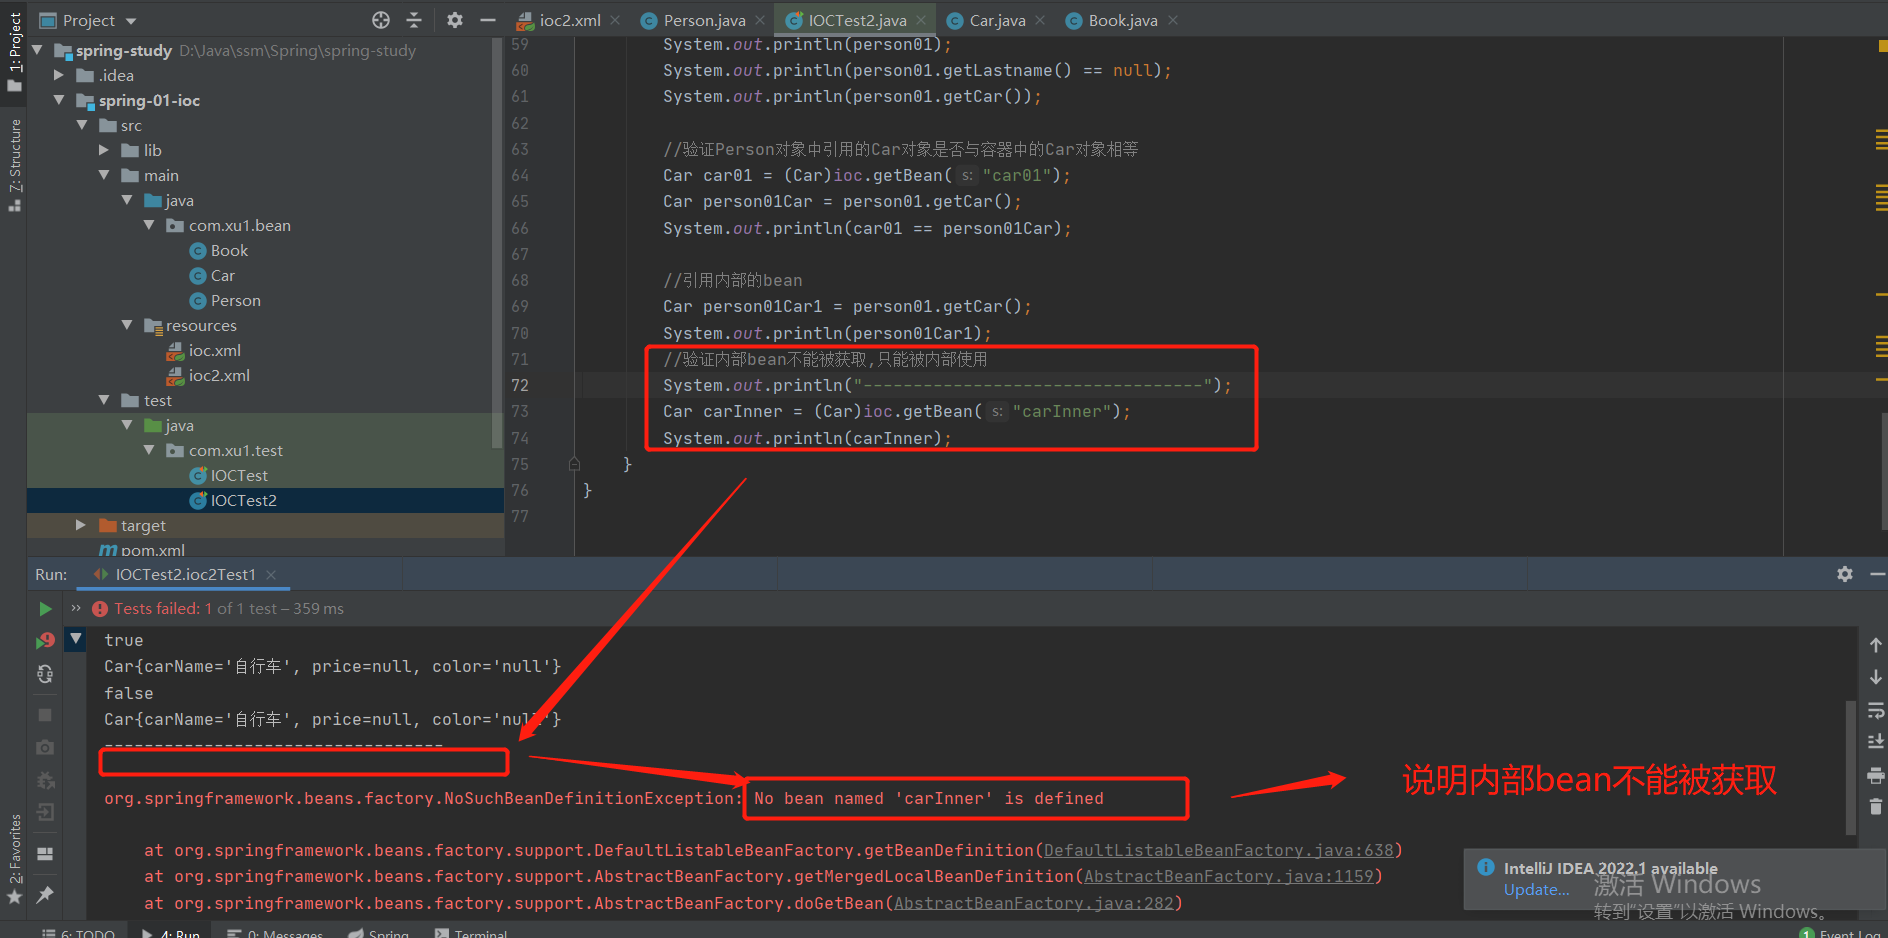 Project
ioc2.xml
Person.java
IOCTest2.java
Car.java
Book.java
1: Project
7: Structure
2: Favorites
spring-study D:\Java\ssm\Spring\spring-study
.idea
spring-01-ioc
src
lib
main
java
com.xu1.bean
Book
Car
Person
resources
ioc.xml
ioc2.xml
test
java
com.xu1.test
IOCTest
IOCTest2
target
pom.xml
59 System.out.println(person01);
60 System.out.println(person01.getLastname() == null);
61 System.out.println(person01.getCar());
62
63 //验证Person对象中引用的Car对象是否与容器中的Car对象相等
64 Car car01 = (Car)ioc.getBean( s: "car01");
65 Car person01Car = person01.getCar();
66 System.out.println(car01 == person01Car);
67
68 //引用内部的bean
69 Car person01Car1 = person01.getCar();
70 System.out.println(person01Car1);
71 //验证内部bean不能被获取,只能被内部使用
72 System.out.println("----------------------------------");
73 Car carInner = (Car)ioc.getBean( s: "carInner");
74 System.out.println(carInner);
75 }
76 }
77
Run: IOCTest2.ioc2Test1
Tests failed: 1 of 1 test – 359 ms
true
Car{carName='自行车', price=null, color='null'}
false
Car{carName='自行车', price=null, color='null'}
----------------------------------
org.springframework.beans.factory.NoSuchBeanDefinitionException: No bean named 'carInner' is defined
说明内部bean不能被获取
at org.springframework.beans.factory.support.DefaultListableBeanFactory.getBeanDefinition(DefaultListableBeanFactory.java:638)
at org.springframework.beans.factory.support.AbstractBeanFactory.getMergedLocalBeanDefinition(AbstractBeanFactory.java:1159)
at org.springframework.beans.factory.support.AbstractBeanFactory.doGetBean(AbstractBeanFactory.java:282)
IntelliJ IDEA 2022.1 available
Update...
激活 Windows
转到"设置"以激活 Windows。
6: TODO
4: Run
0: Messages
Spring
Terminal
1 Event Log